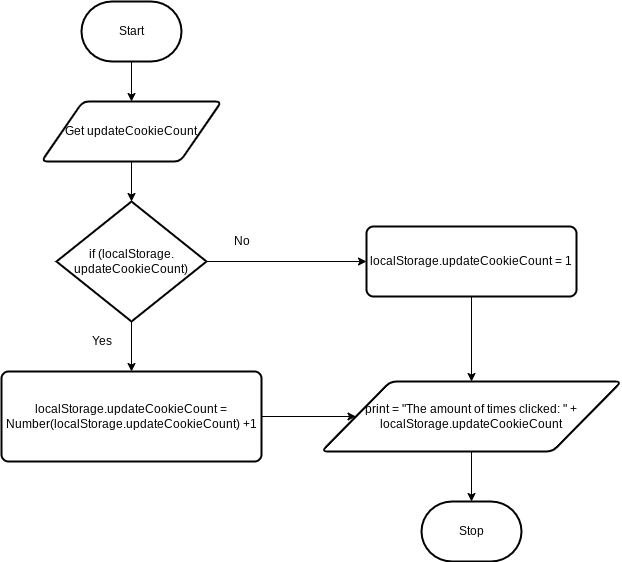 Start
Get updateCookieCount
if (localStorage.
updateCookieCount)
No
localStorage.updateCookieCount = 1
Yes
localStorage.updateCookieCount =
Number(localStorage.updateCookieCount) +1
print = "The amount of times clicked: " +
localStorage.updateCookieCount
Stop